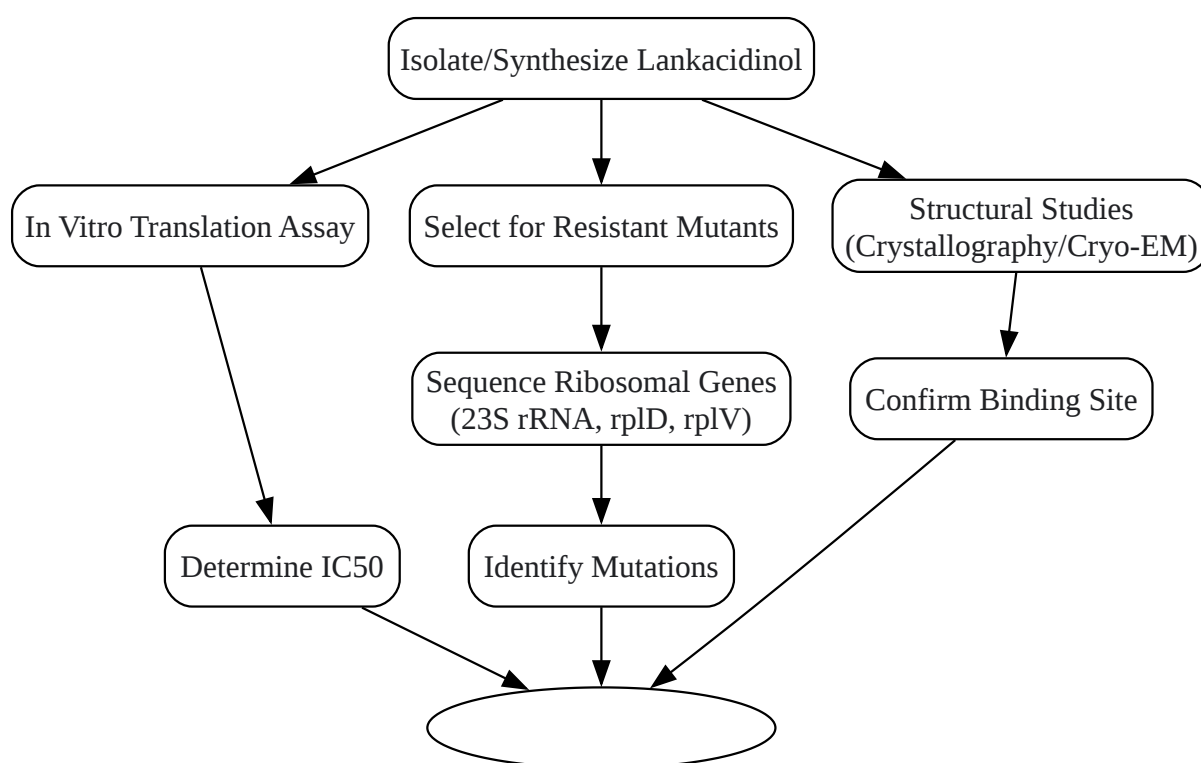 Isolate/Synthesize Lankacidinol
In Vitro Translation Assay
Select for Resistant Mutants
Structural Studies
(Crystallography/Cryo-EM)
Sequence Ribosomal Genes
(23S rRNA, rplD, rplV)
Confirm Binding Site
Determine IC50
Identify Mutations